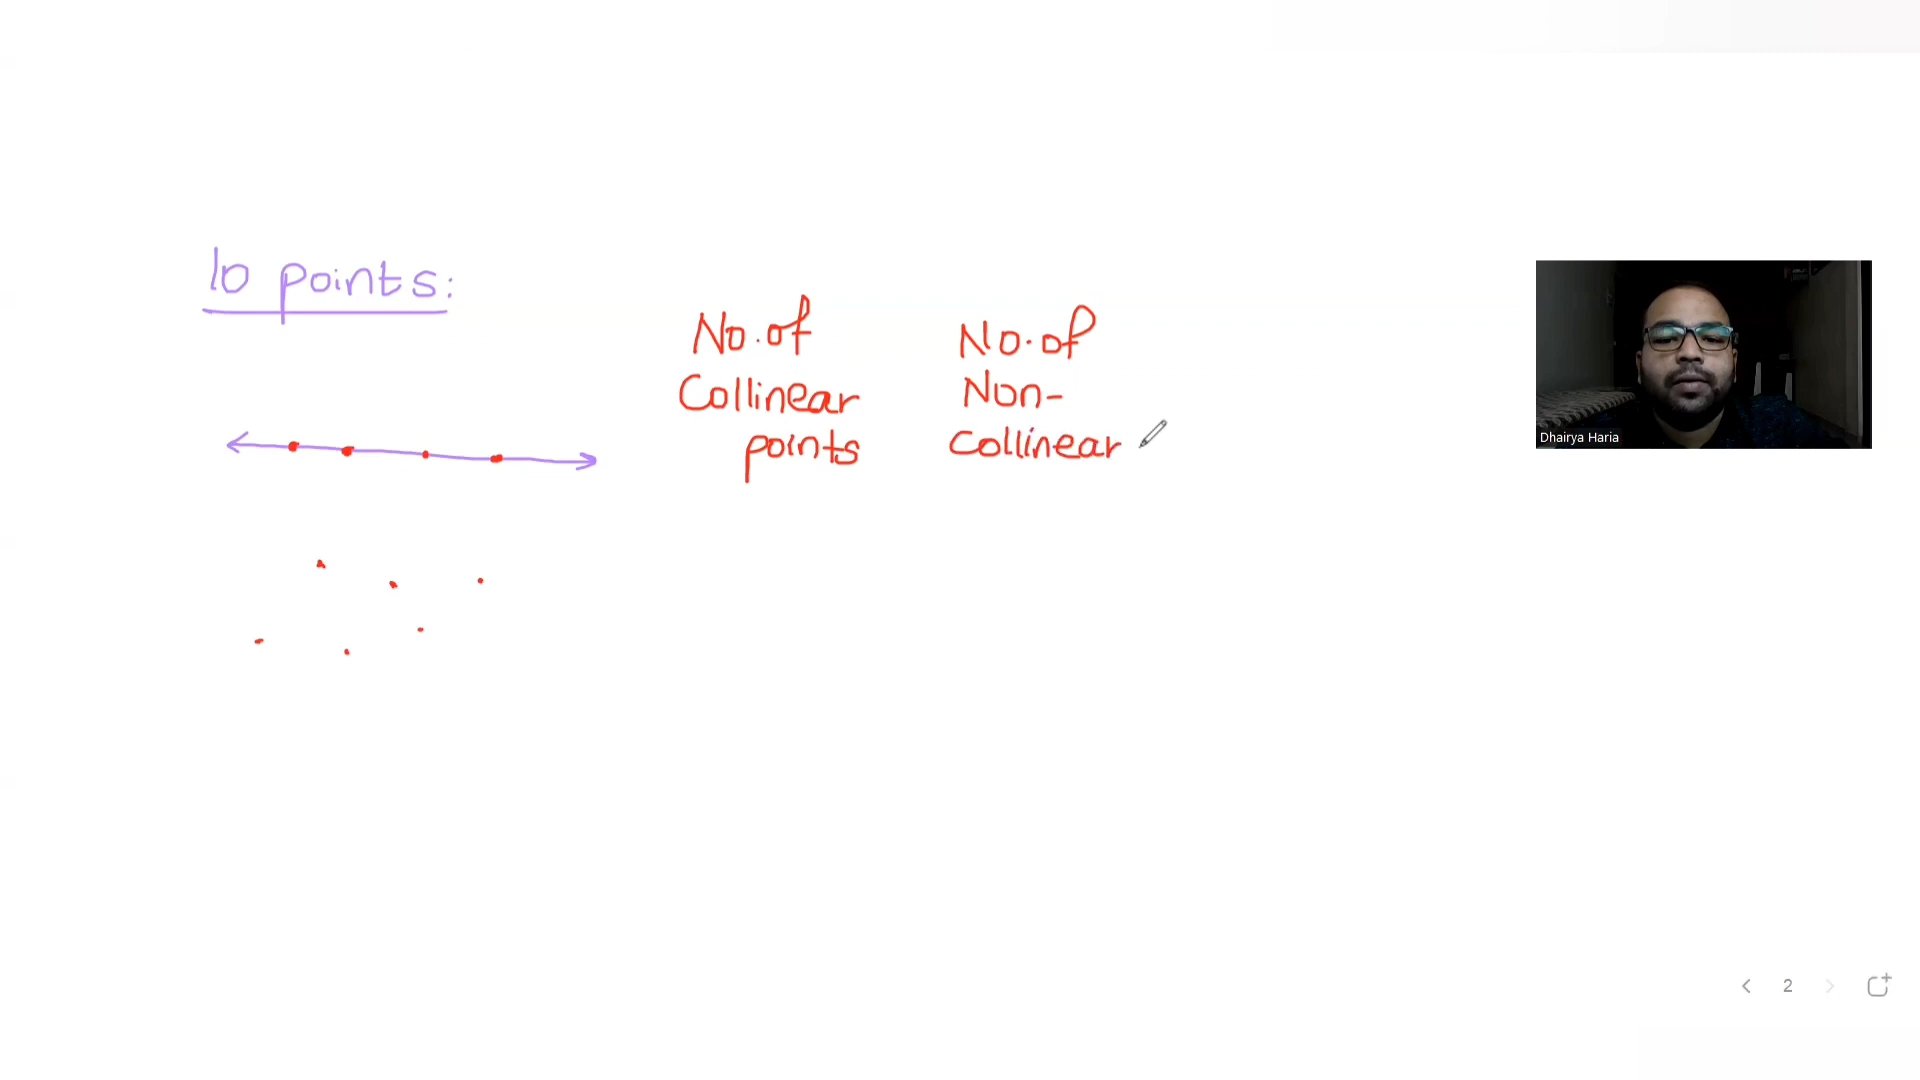 10 points:
No. of
Collinear
points
No. of
Non-
Collinear
Dhairya Haria
2